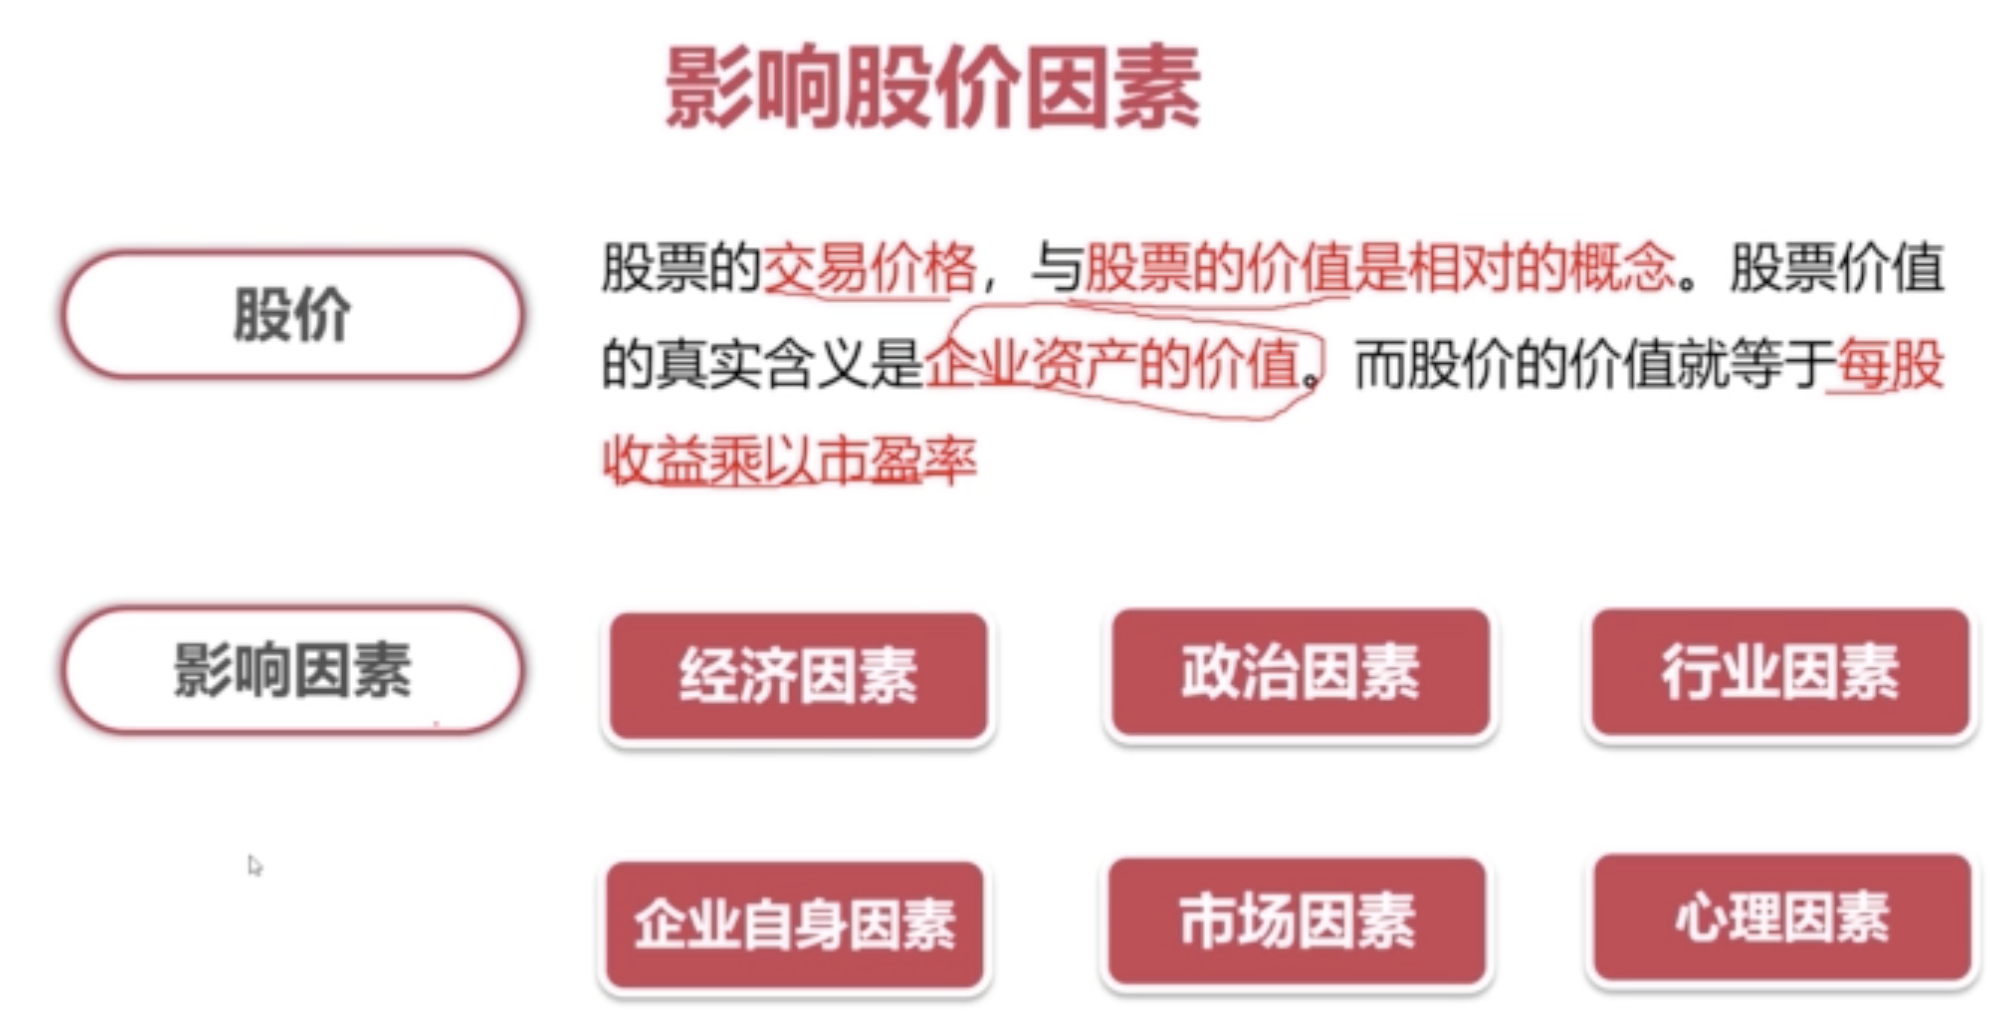 影响股价因素
股价
股票的交易价格，与股票的价值是相对的概念。股票价值
的真实含义是企业资产的价值。而股价的价值就等于每股
收益乘以市盈率
影响因素
经济因素
政治因素
行业因素
企业自身因素
市场因素
心理因素